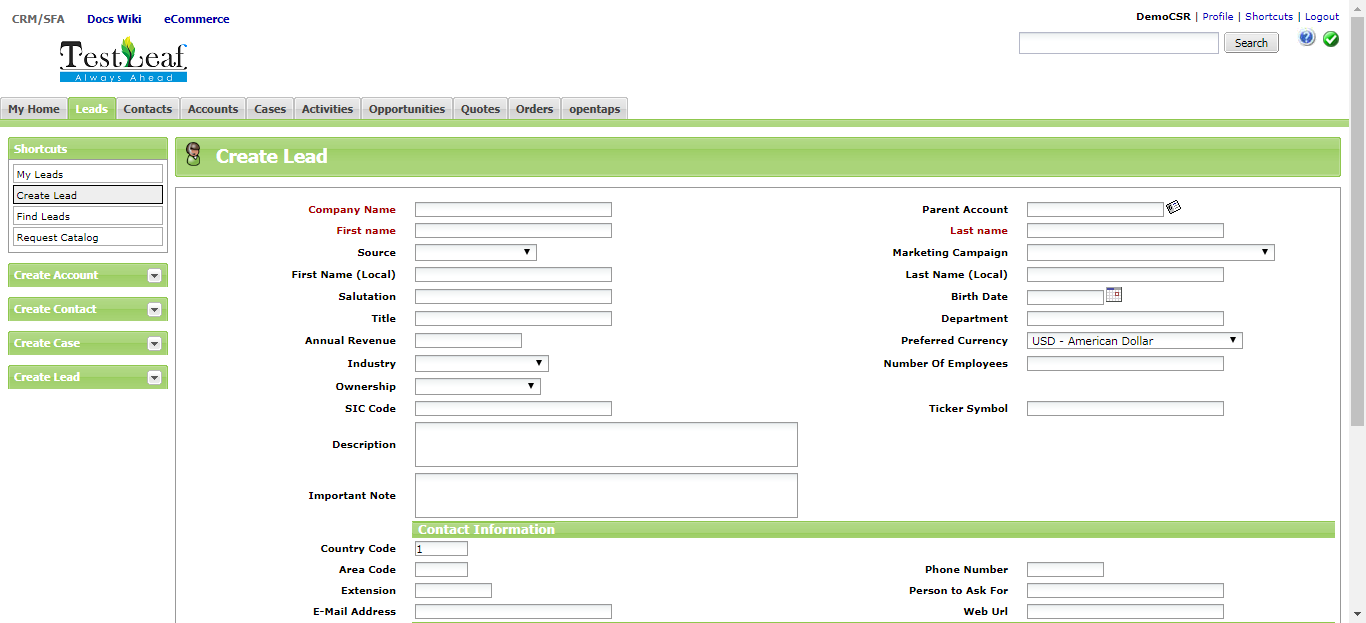 CRM/SFA Docs Wiki eCommerce
DemoCSR | Profile | Shortcuts | Logout
TestLeaf
Always Ahead
Search
My Home Leads Contacts Accounts Cases Activities Opportunities Quotes Orders opentaps
Shortcuts
My Leads
Create Lead
Find Leads
Request Catalog
Create Account
Create Contact
Create Case
Create Lead
Create Lead
Company Name Parent Account
First name Last name
Source Marketing Campaign
First Name (Local) Last Name (Local)
Salutation Birth Date
Title Department
Annual Revenue Preferred Currency USD - American Dollar
Industry Number Of Employees
Ownership
SIC Code Ticker Symbol
Description
Important Note
Contact Information
Country Code 1
Area Code Phone Number
Extension Person to Ask For
E-Mail Address Web Url